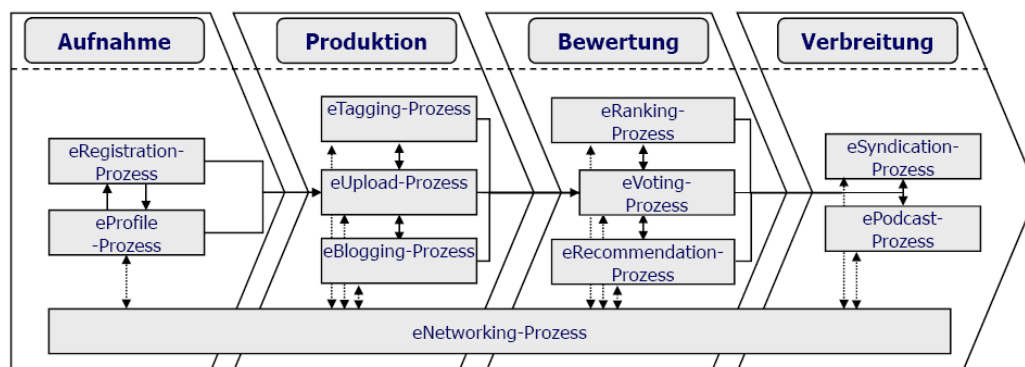 Aufnahme
Produktion
Bewertung
Verbreitung
eRegistration-
Prozess
eProfile
-Prozess
eTagging-Prozess
eUpload-Prozess
eBlogging-Prozess
eRanking-
Prozess
eVoting-
Prozess
eRecommendation-
Prozess
eSyndication-
Prozess
ePodcast-
Prozess
eNetworking-Prozess